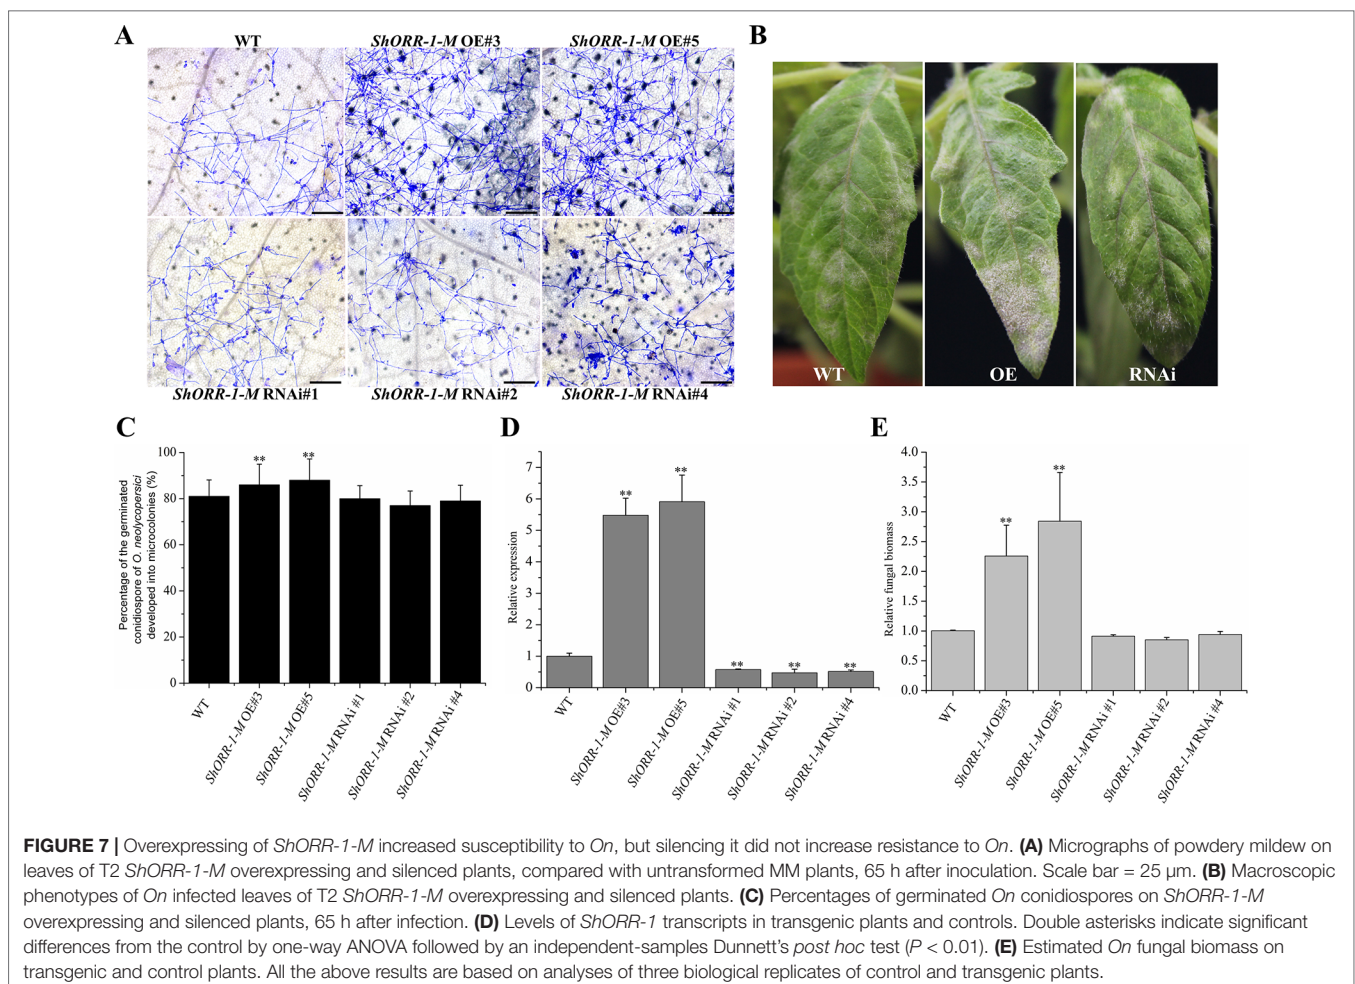 A
WT
ShORR-1-M OE#3
ShORR-1-M OE#5
B
ShORR-1-M RNAi#1
ShORR-1-M RNAi#2
ShORR-1-M RNAi#4
WT
OE
RNAi
C
Percentage of the germinated
conidiospore of O. neolycopersici
developed into microcolonies (%)
100
80
60
40
20
0
**
**
WT
ShORR-1-M OE#3
ShORR-1-M OE#5
ShORR-1-M RNAi #1
ShORR-1-M RNAi #2
ShORR-1-M RNAi #4
D
Relative expression
7
6
5
4
3
2
1
0
**
**
**
**
**
WT
ShORR-1-M OE#3
ShORR-1-M OE#5
ShORR-1-M RNAi #1
ShORR-1-M RNAi #2
ShORR-1-M RNAi #4
E
Relative fungal biomass
4.0
3.5
3.0
2.5
2.0
1.5
1.0
0.5
0.0
**
**
WT
ShORR-1-M OE#3
ShORR-1-M OE#5
ShORR-1-M RNAi #1
ShORR-1-M RNAi #2
ShORR-1-M RNAi #4
FIGURE 7 | Overexpressing of ShORR-1-M increased susceptibility to On, but silencing it did not increase resistance to On. (A) Micrographs of powdery mildew on
leaves of T2 ShORR-1-M overexpressing and silenced plants, compared with untransformed MM plants, 65 h after inoculation. Scale bar = 25 µm. (B) Macroscopic
phenotypes of On infected leaves of T2 ShORR-1-M overexpressing and silenced plants. (C) Percentages of germinated On conidiospores on ShORR-1-M
overexpressing and silenced plants, 65 h after infection. (D) Levels of ShORR-1 transcripts in transgenic plants and controls. Double asterisks indicate significant
differences from the control by one-way ANOVA followed by an independent-samples Dunnett's post hoc test (P < 0.01). (E) Estimated On fungal biomass on
transgenic and control plants. All the above results are based on analyses of three biological replicates of control and transgenic plants.